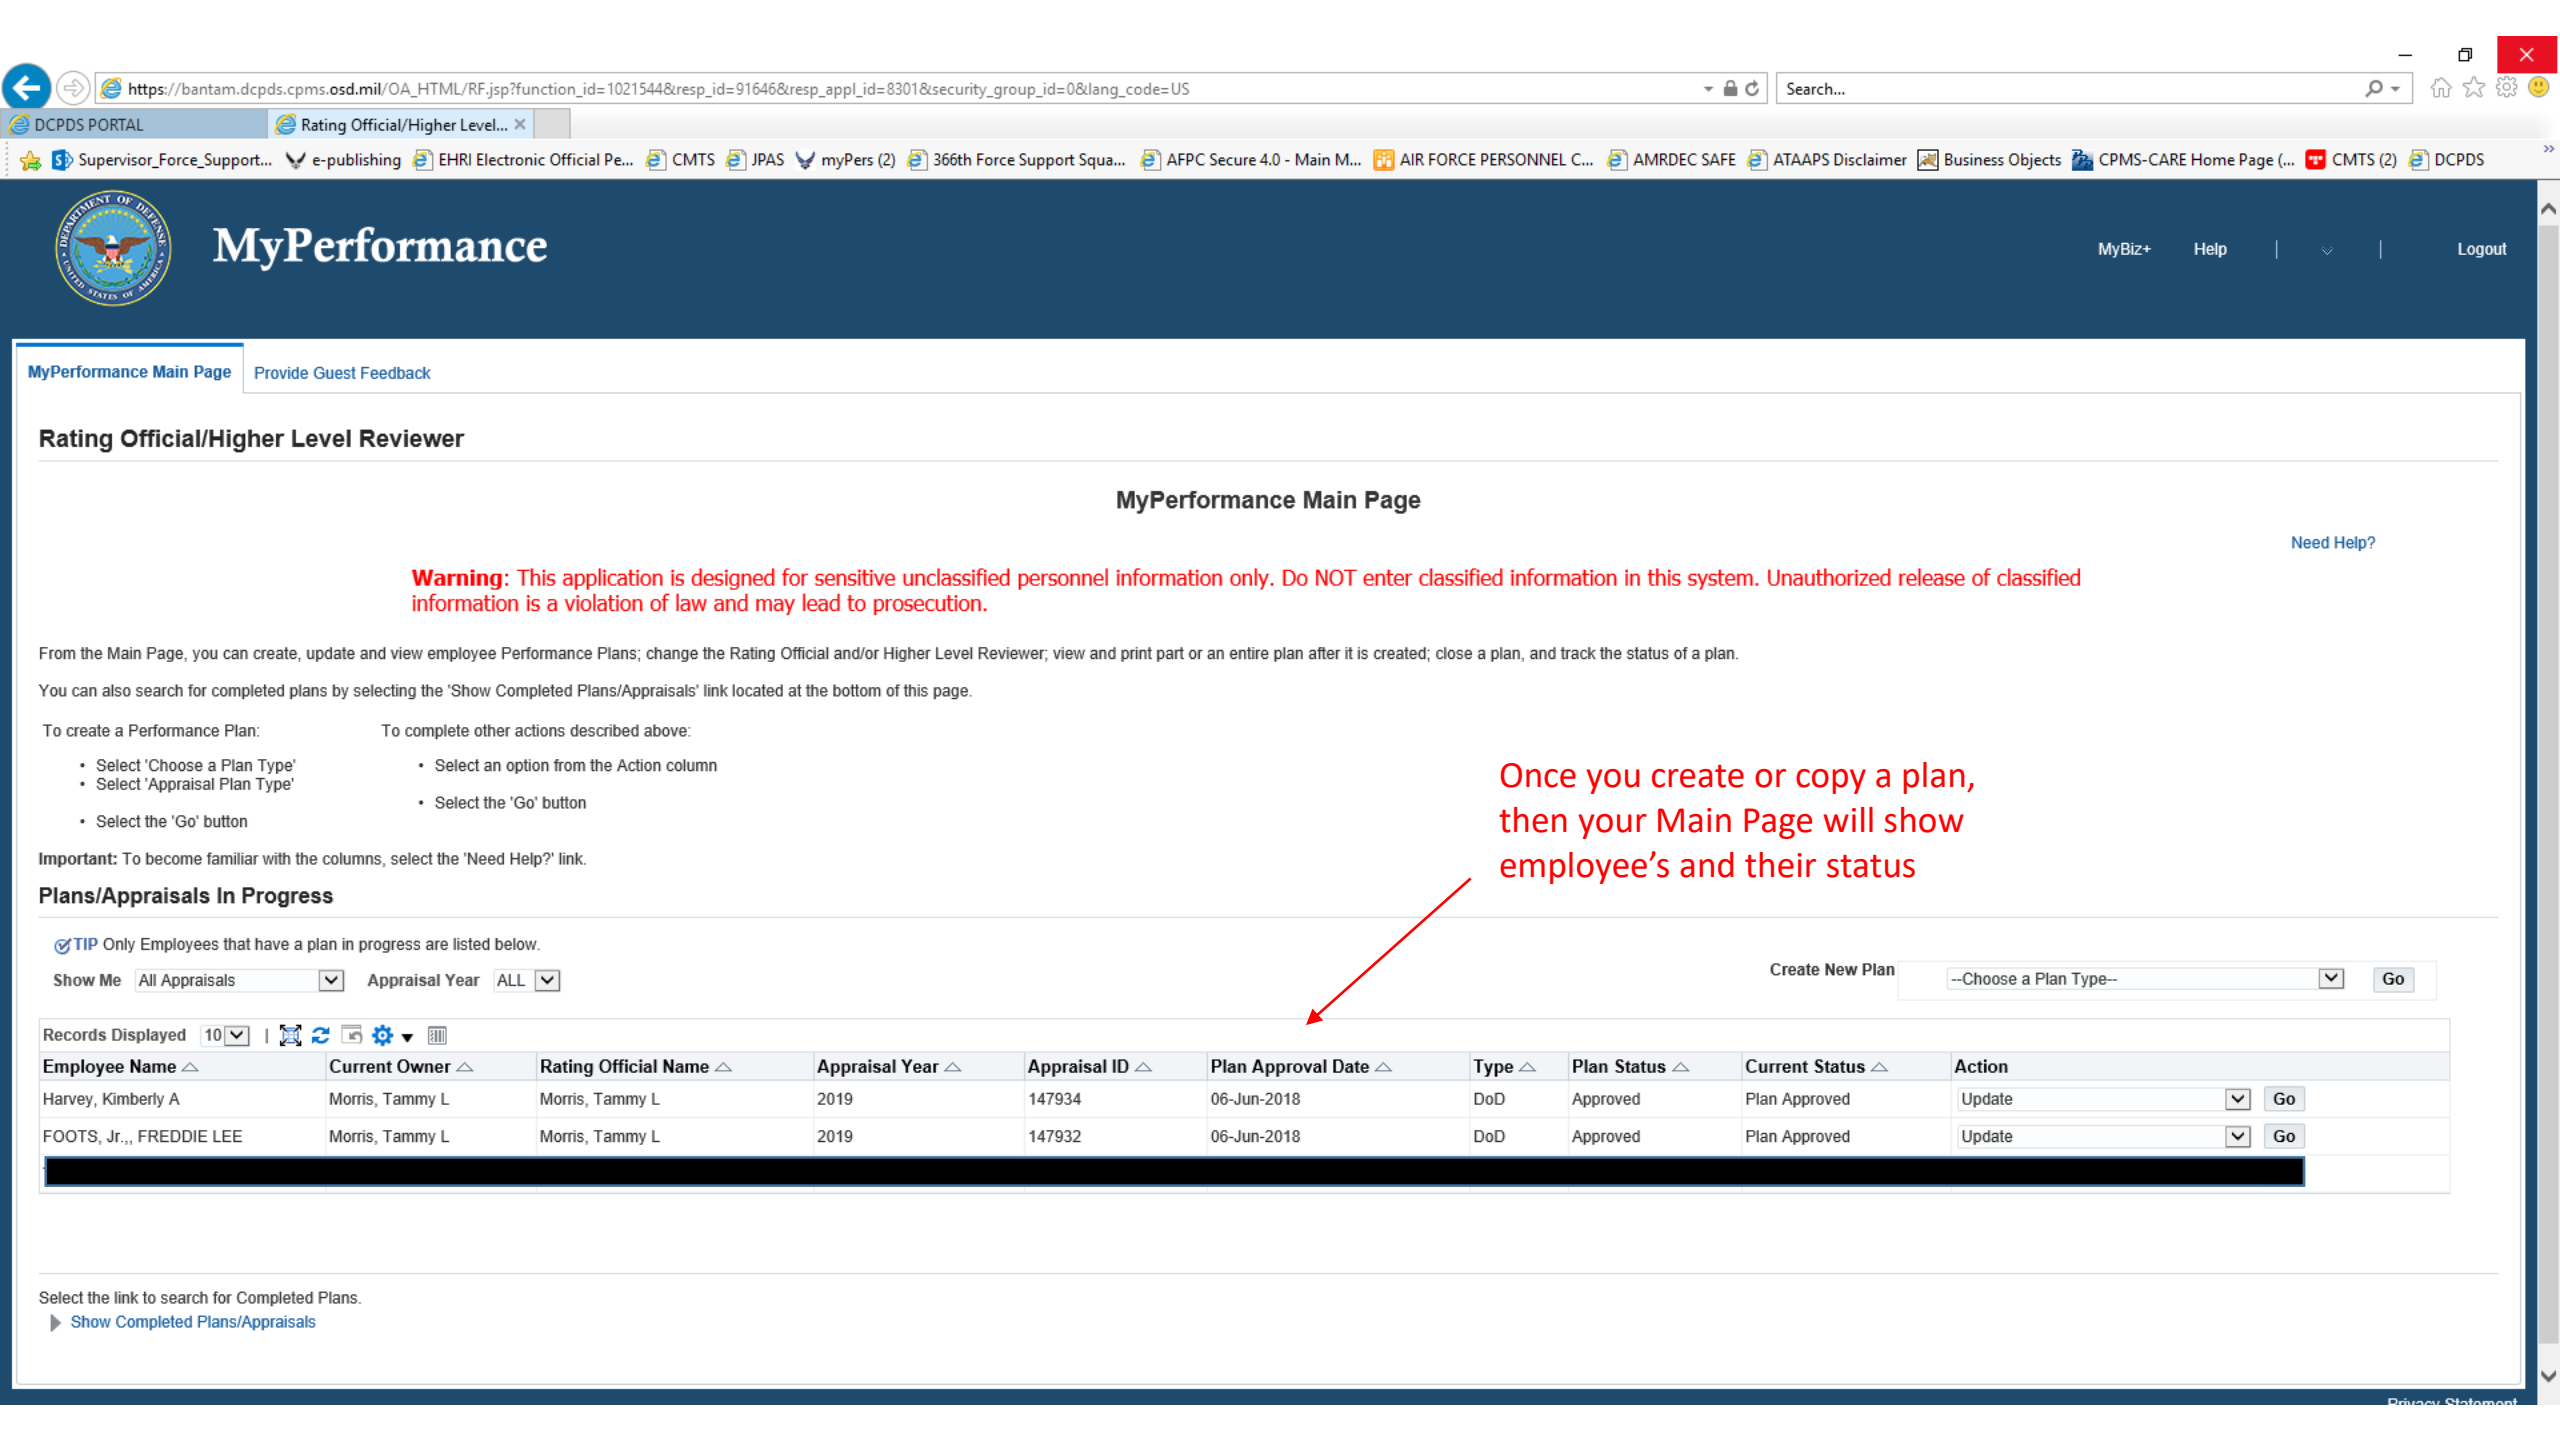 https://bantam.dcpds.cpms.osd.mil/OA_HTML/RF.jsp?function_id=1021544&resp_id=91646&resp_appl_id=8301&security_group_id=0&lang_code=US
Search...
DCPDS PORTAL
Rating Official/Higher Level...
Supervisor_Force_Support... e-publishing EHRI Electronic Official Pe... CMTS JPAS myPers (2) 366th Force Support Squa... AFPC Secure 4.0 - Main M... AIR FORCE PERSONNEL C... AMRDEC SAFE ATAAPS Disclaimer Business Objects CPMS-CARE Home Page (... CMTS (2) DCPDS
DEPARTMENT OF DEFENSE
UNITED STATES OF AMERICA
MyPerformance
MyBiz+ Help | | Logout
MyPerformance Main Page Provide Guest Feedback
Rating Official/Higher Level Reviewer
MyPerformance Main Page
Need Help?
Warning: This application is designed for sensitive unclassified personnel information only. Do NOT enter classified information in this system. Unauthorized release of classified
information is a violation of law and may lead to prosecution.
From the Main Page, you can create, update and view employee Performance Plans; change the Rating Official and/or Higher Level Reviewer; view and print part or an entire plan after it is created; close a plan, and track the status of a plan.
You can also search for completed plans by selecting the 'Show Completed Plans/Appraisals' link located at the bottom of this page.
To create a Performance Plan:
• Select 'Choose a Plan Type'
• Select 'Appraisal Plan Type'
• Select the 'Go' button
To complete other actions described above:
• Select an option from the Action column
• Select the 'Go' button
Once you create or copy a plan,
then your Main Page will show
employee’s and their status
Important: To become familiar with the columns, select the 'Need Help?' link.
Plans/Appraisals In Progress
TIP Only Employees that have a plan in progress are listed below.
Show Me All Appraisals Appraisal Year ALL
Create New Plan --Choose a Plan Type-- Go
Records Displayed 10 |
Employee Name Current Owner Rating Official Name Appraisal Year Appraisal ID Plan Approval Date Type Plan Status Current Status Action
Harvey, Kimberly A Morris, Tammy L Morris, Tammy L 2019 147934 06-Jun-2018 DoD Approved Plan Approved Update Go
FOOTS, Jr.,, FREDDIE LEE Morris, Tammy L Morris, Tammy L 2019 147932 06-Jun-2018 DoD Approved Plan Approved Update Go
Select the link to search for Completed Plans.
Show Completed Plans/Appraisals
Privacy Statement